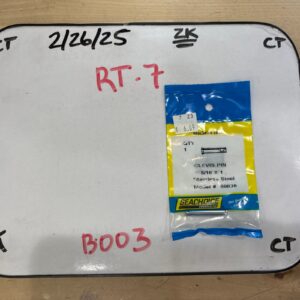 CT
2/26/25
ZK
CT
RT-7
QTY
1
CLEVIS PIN
5/16 X 1
Stainless Steel
SEACHOICE
B003
CT